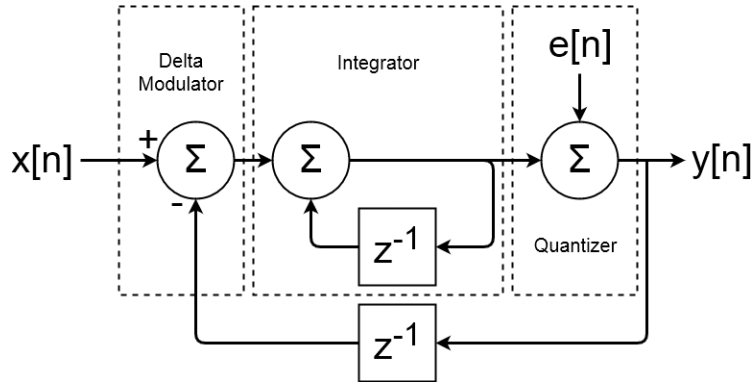 Delta
Modulator
Integrator
e[n]
x[n]
+
Σ
Σ
Σ
y[n]
-
z⁻¹
Quantizer
z⁻¹